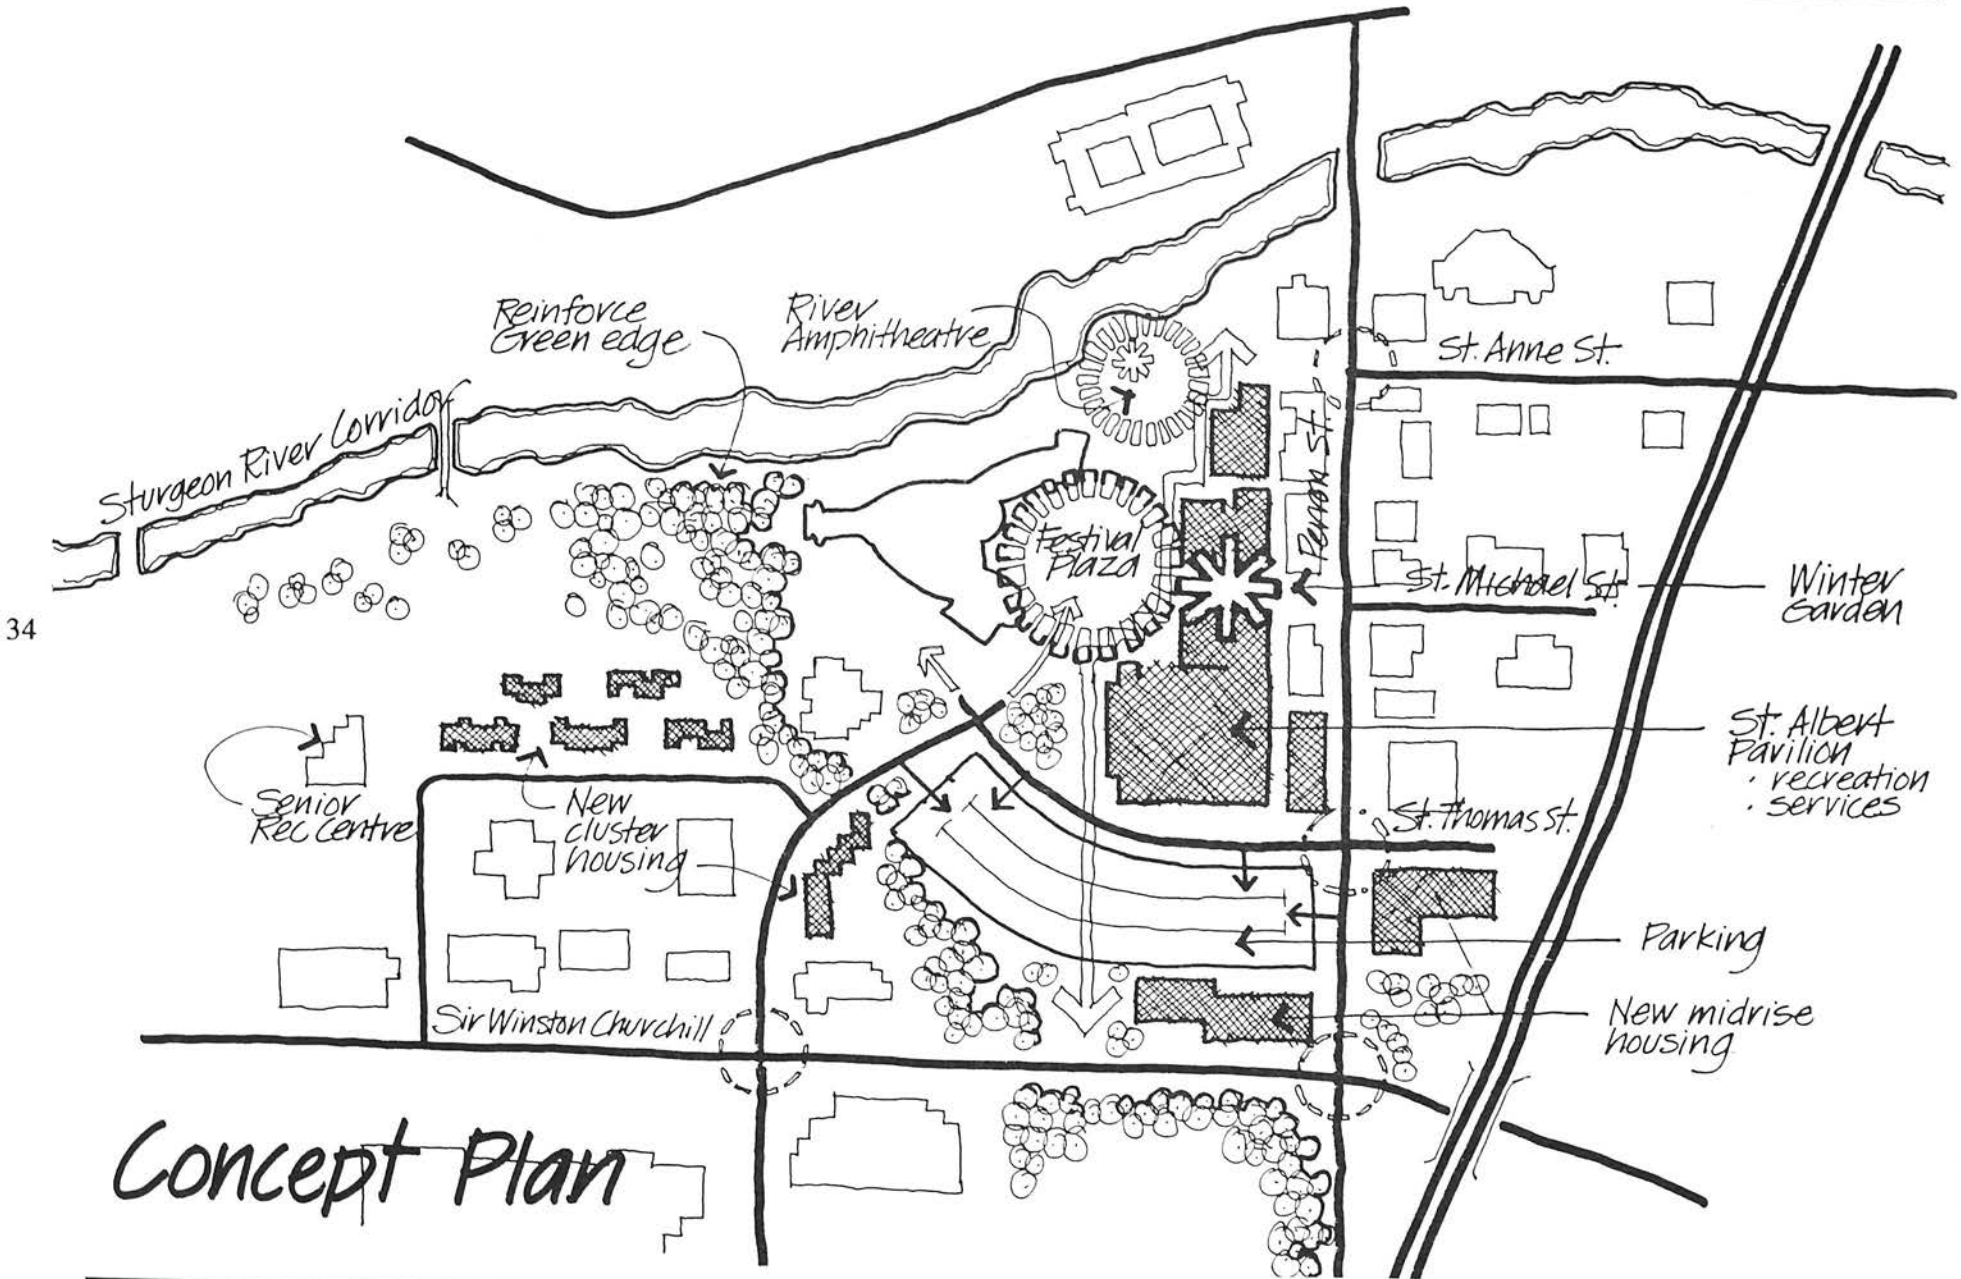 Reinforce
Green edge
River
Amphitheatre
St. Anne St.
Sturgeon River Corridor
Perron St.
Festival
Plaza
St. Michael St.
Winter
Garden
34
St. Albert
Pavilion
· recreation
· services
Senior
Rec Centre
New
cluster
housing
St. Thomas St.
Parking
Sir Winston Churchill
New midrise
housing
Concept Plan